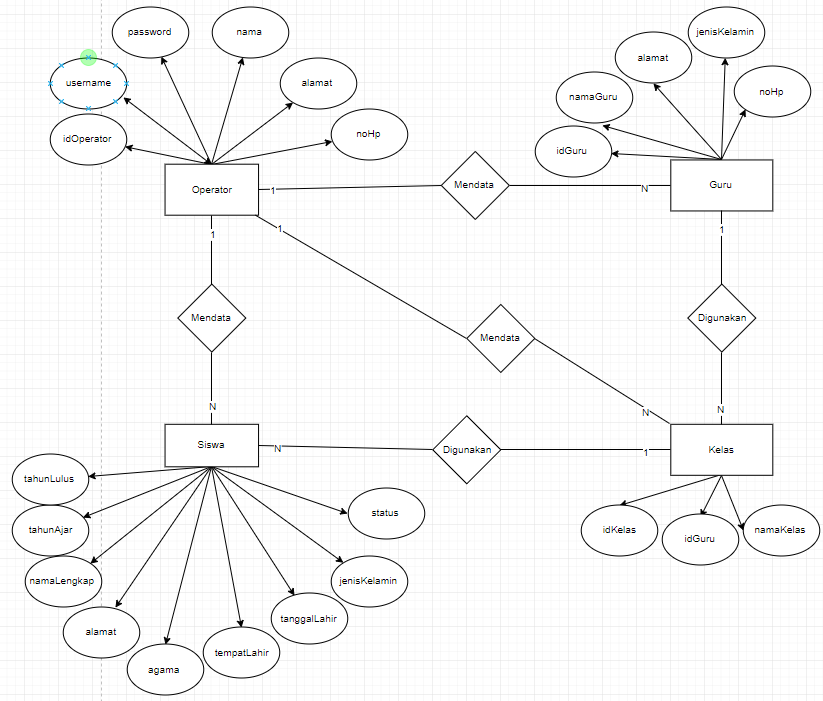 password
nama
jenisKelamin
alamat
username
alamat
noHp
namaGuru
noHp
idOperator
idGuru
Operator
1
Mendata
N
Guru
1
1
1
Mendata
Digunakan
Mendata
N
N
N
Siswa
N
Digunakan
1
Kelas
tahunLulus
status
tahunAjar
idKelas
idGuru
namaKelas
namaLengkap
jenisKelamin
tanggalLahir
alamat
tempatLahir
agama
noHp